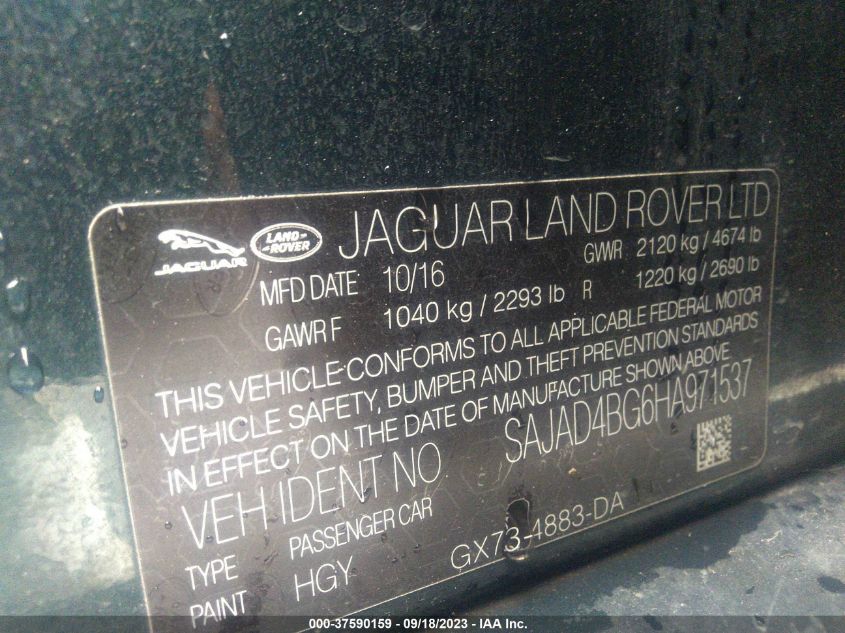 JAGUAR LAND-ROVER JAGUAR LAND ROVER LTD
MFD DATE 10/16 GWR 2120 kg / 4674 lb
GAWR F 1040 kg / 2293 lb R 1220 kg / 2690 lb
THIS VEHICLE CONFORMS TO ALL APPLICABLE FEDERAL MOTOR
VEHICLE SAFETY, BUMPER AND THEFT PREVENTION STANDARDS
IN EFFECT ON THE DATE OF MANUFACTURE SHOWN ABOVE.
VEH IDENT NO SAJAD4BG6HA971537
TYPE PASSENGER CAR
PAINT HGY GX73-4883-DA
000-37590159 - 09/18/2023 - IAA Inc.